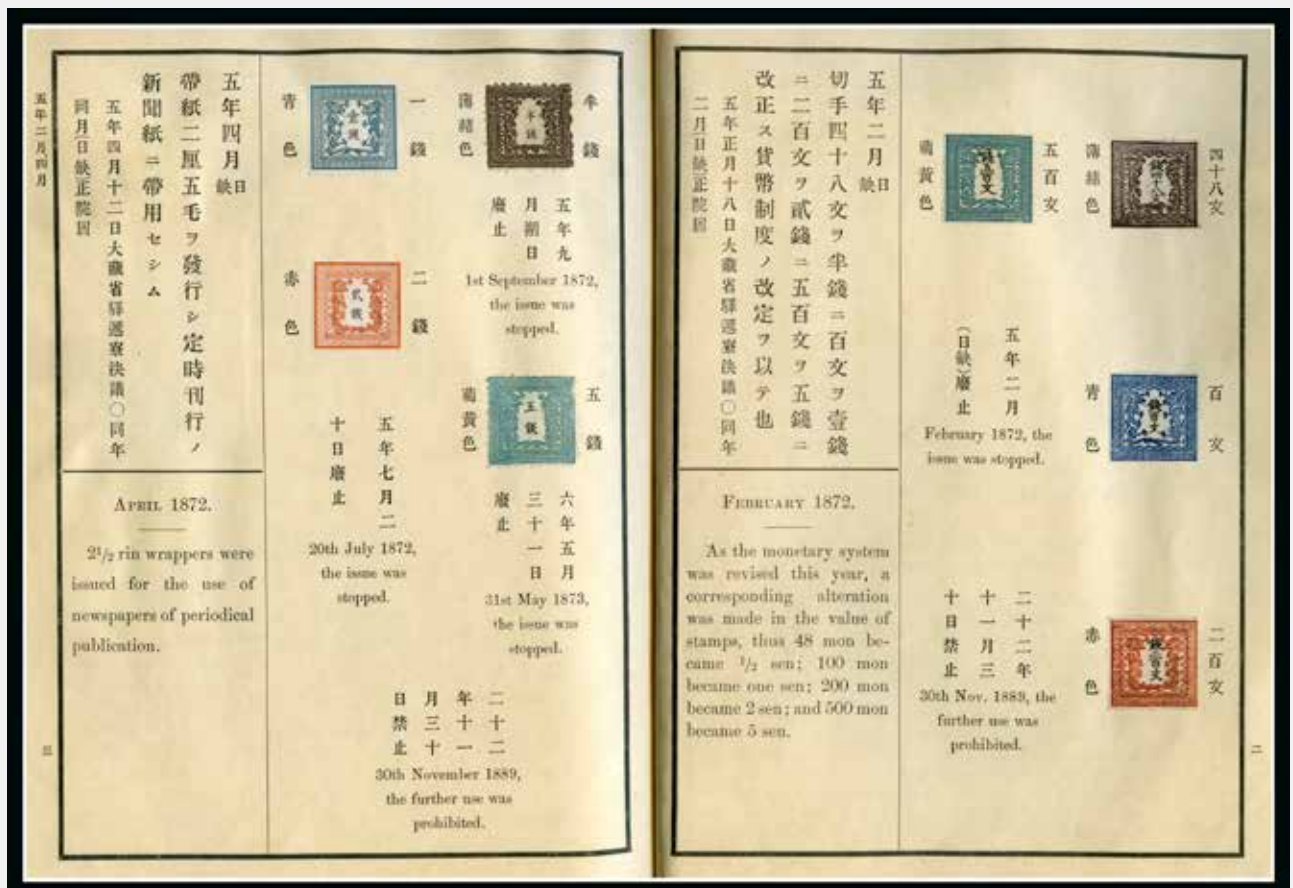 四十八文
百文
青色
二百文
赤色
五百文
萌黃色
五年二月
(日缺)廢止
February 1872, the
issue was stopped.
二十二年
十一月三
十日禁止
30th Nov. 1889, the
further use was
prohibited.
五年二月 日缺
切手四十八文ヲ半錢ニ百文ヲ壹錢
ニ二百文ヲ貳錢ニ五百文ヲ五錢ニ
改正ス貨幣制度ノ改定ヲ以テ也
五年正月十八日大藏省驛遞寮決議〇同年
二月日缺正院
FEBRUARY 1872.
As the monetary system
was revised this year, a
corresponding alteration
was made in the value of
stamps, thus 48 mon be-
came 1/2 sen; 100 mon
became one sen; 200 mon
became 2 sen; and 500 mon
became 5 sen.
二
半錢
五年九
月朔日
廢止
1st September 1872,
the issue was
stopped.
五錢
萌黃色
六年五月
三十一日
廢止
31st May 1873,
the issue was
stopped.
一錢
青色
二錢
赤色
五年七月二
十日廢止
20th July 1872,
the issue was
stopped.
二十二
年十一
月三十
日禁止
30th November 1889,
the further use was
prohibited.
五年四月 日缺
帶紙二厘五毛ヲ發行シ定時刊行ノ
新聞紙ニ帶用セシム
五年四月十二日大藏省驛遞寮決議〇同年
同月日缺正院
APRIL 1872.
2 1/2 rin wrappers were
issued for the use of
newspapers of periodical
publication.
五年二月四月
三